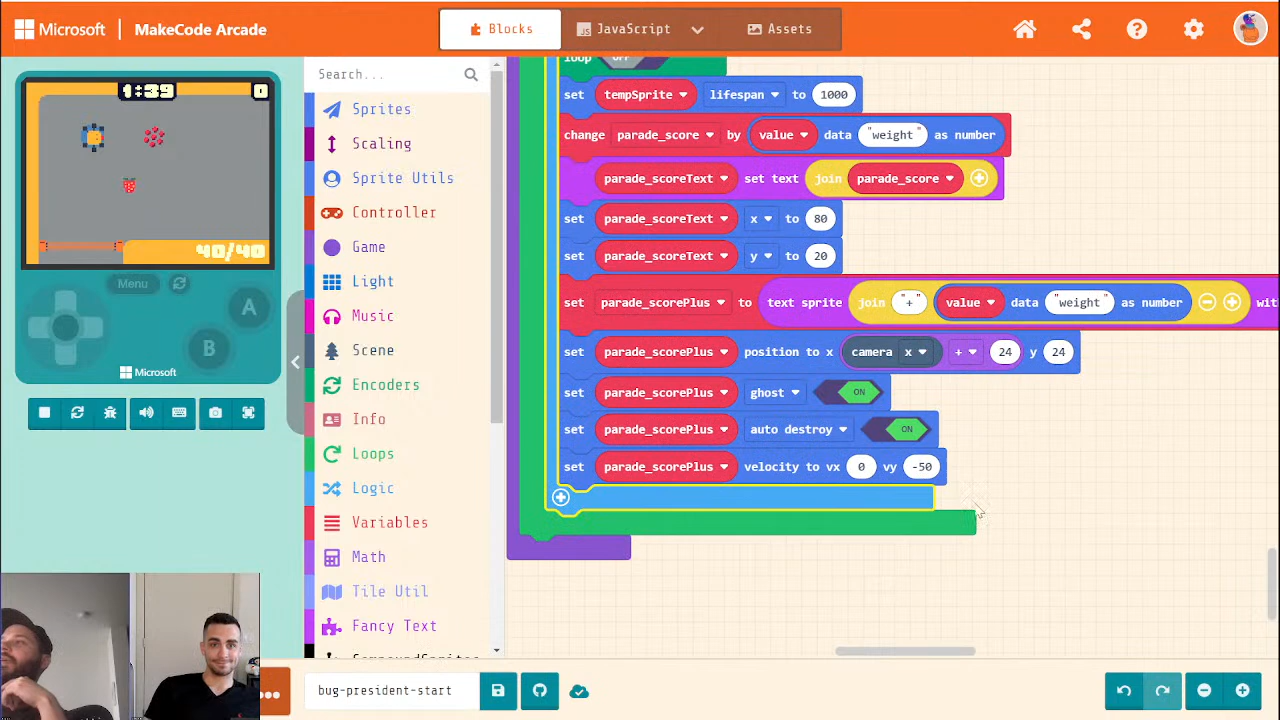 Microsoft MakeCode Arcade
Blocks JavaScript Assets
1:39 0
40/40
Menu
A
B
Microsoft
Search...
Sprites
Scaling
Sprite Utils
Controller
Game
Light
Music
Scene
Encoders
Info
Loops
Logic
Variables
Math
Tile Util
Fancy Text
loop OFF
set tempSprite lifespan to 1000
change parade_score by value data "weight" as number
parade_scoreText set text join parade_score
set parade_scoreText x to 80
set parade_scoreText y to 20
set parade_scorePlus to text sprite join "+" value data "weight" as number wit
set parade_scorePlus position to x camera x + 24 y 24
set parade_scorePlus ghost ON
set parade_scorePlus auto destroy ON
set parade_scorePlus velocity to vx 0 vy -50
bug-president-start